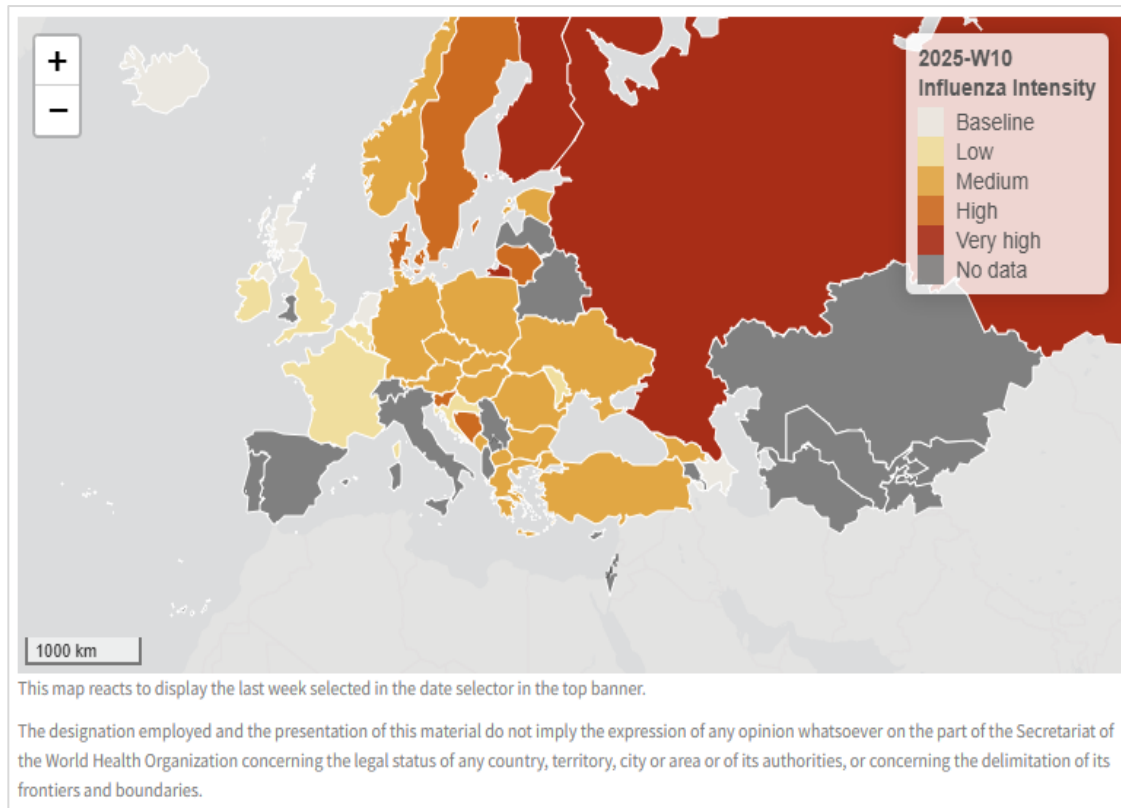 +
−
2025-W10
Influenza Intensity
Baseline
Low
Medium
High
Very high
No data
1000 km
This map reacts to display the last week selected in the date selector in the top banner.
The designation employed and the presentation of this material do not imply the expression of any opinion whatsoever on the part of the Secretariat of
the World Health Organization concerning the legal status of any country, territory, city or area or of its authorities, or concerning the delimitation of its
frontiers and boundaries.